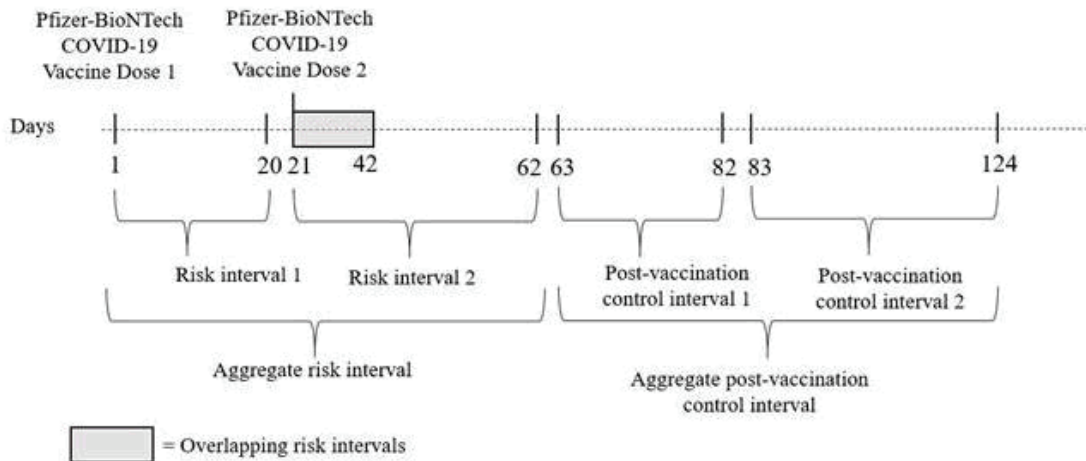 Pfizer-BioNTech
COVID-19
Vaccine Dose 1
Pfizer-BioNTech
COVID-19
Vaccine Dose 2
Days
1 20 21 42 62 63 82 83 124
Risk interval 1
Risk interval 2
Post-vaccination
control interval 1
Post-vaccination
control interval 2
Aggregate risk interval
Aggregate post-vaccination
control interval
= Overlapping risk intervals